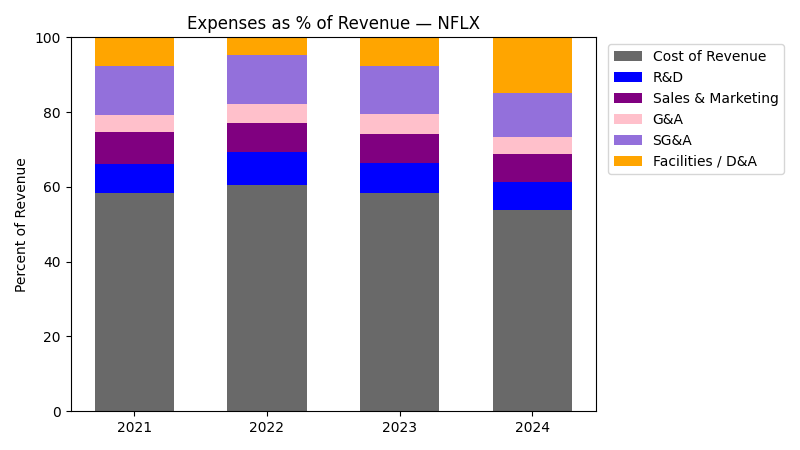 Expenses as % of Revenue — NFLX
100
80
60
40
20
0
Percent of Revenue
2021
2022
2023
2024
Cost of Revenue
R&D
Sales & Marketing
G&A
SG&A
Facilities / D&A